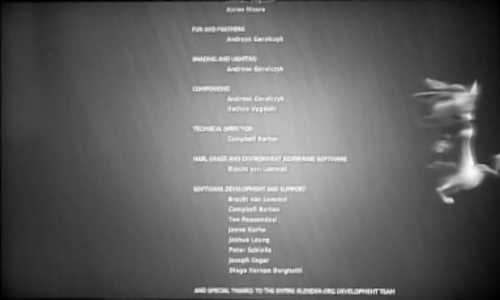 FUR AND FEATHERS
Andreas Goralczyk
SHADING AND LIGHTING
Andreas Goralczyk
COMPOSITING
Andreas Goralczyk
Nathan Vegdahl
TECHNICAL DIRECTOR
Campbell Barton
HAIR, GRASS AND ENVIRONMENT RENDERING SOFTWARE
Brecht van Lommel
SOFTWARE DEVELOPMENT AND SUPPORT
Brecht van Lommel
Campbell Barton
Ton Roosendaal
Janne Karhu
Joshua Leung
Peter Schlaile
Joseph Eagar
Diego Hernan Borghetti
AND SPECIAL THANKS TO THE ENTIRE BLENDER.ORG DEVELOPMENT TEAM